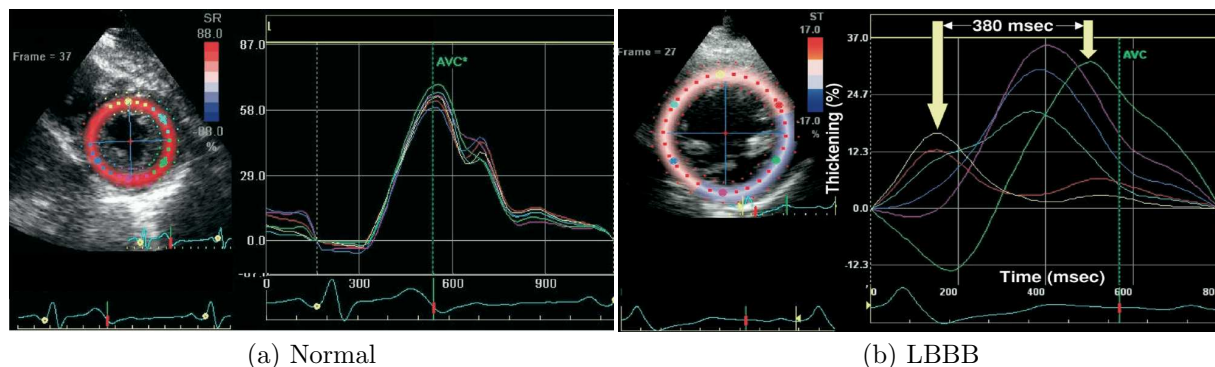 SR
88.0
Frame = 37
-88.0
%
87.0
AVC
58.0
29.0
0.0
0
300
600
900
(a) Normal
ST
17.0
Frame = 27
-17.0
%
380 msec
37.0
AVC
24.7
Thickening (%)
12.3
0.0
-12.3
Time (msec)
0
200
400
600
(b) LBBB